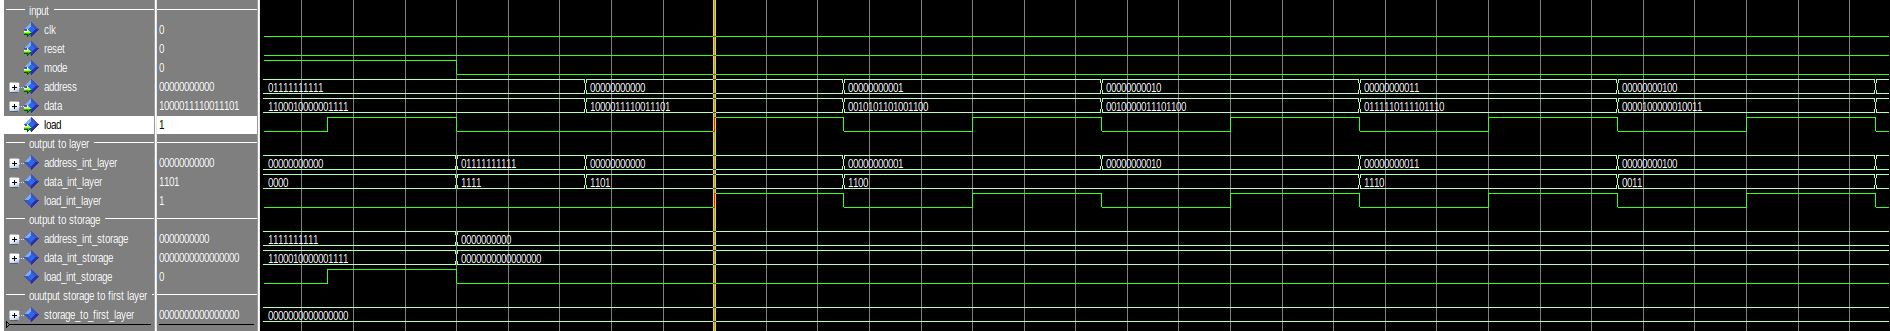 input
clk 0
reset 0
mode 0
address 00000000000 01111111111 00000000000 00000000001 00000000010 00000000011 00000000100
data 1000011110011101 1100010000001111 1000011110011101 0010101101001100 0010000011101100 0111110111101110 0000100000010011
load 1
output to layer
address_int_layer 00000000000 00000000000 01111111111 00000000000 00000000001 00000000010 00000000011 00000000100
data_int_layer 1101 0000 1111 1101 1100 1110 0011
load_int_layer 1
output to storage
address_int_storage 0000000000 1111111111 0000000000
data_int_storage 0000000000000000 1100010000001111 0000000000000000
load_int_storage 0
ouutput storage to first layer
storage_to_first_layer 0000000000000000 0000000000000000